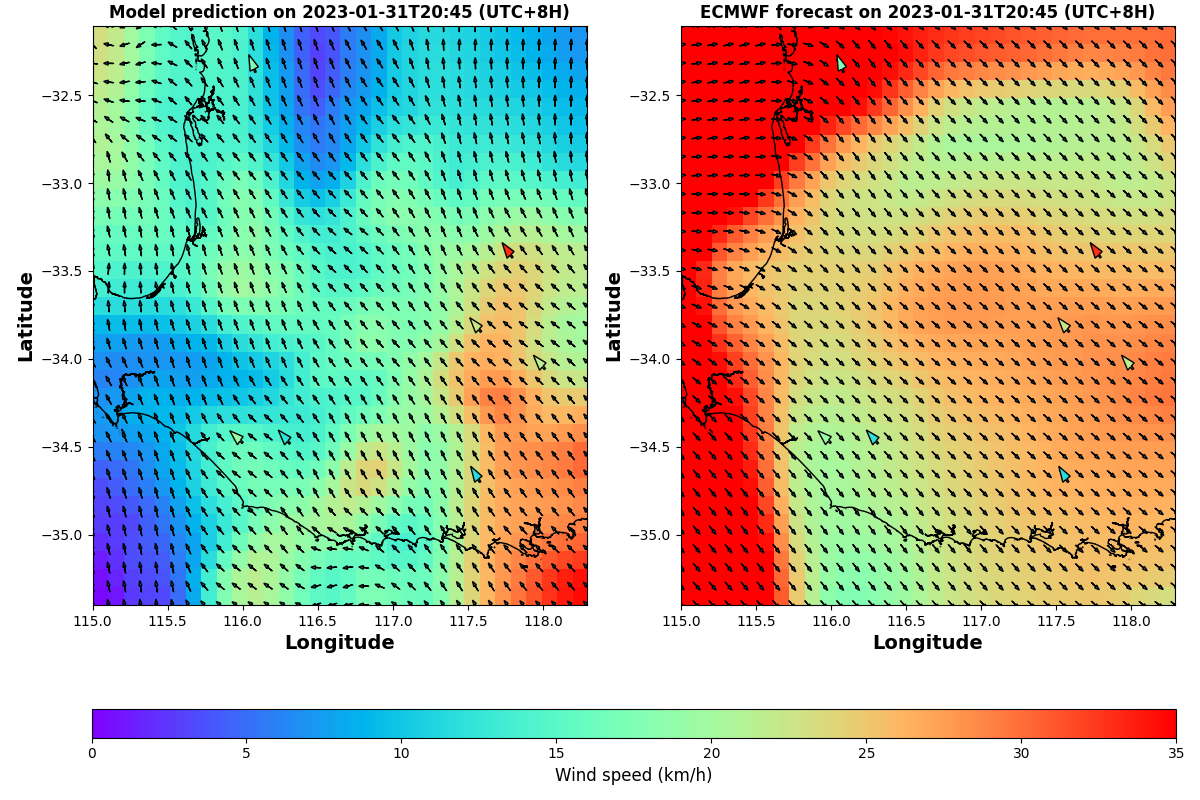 Model prediction on 2023-01-31T20:45 (UTC+8H)
ECMWF forecast on 2023-01-31T20:45 (UTC+8H)
Latitude
−32.5
−33.0
−33.5
−34.0
−34.5
−35.0
115.0 115.5 116.0 116.5 117.0 117.5 118.0
Longitude
Latitude
−32.5
−33.0
−33.5
−34.0
−34.5
−35.0
115.0 115.5 116.0 116.5 117.0 117.5 118.0
Longitude
0 5 10 15 20 25 30 35
Wind speed (km/h)